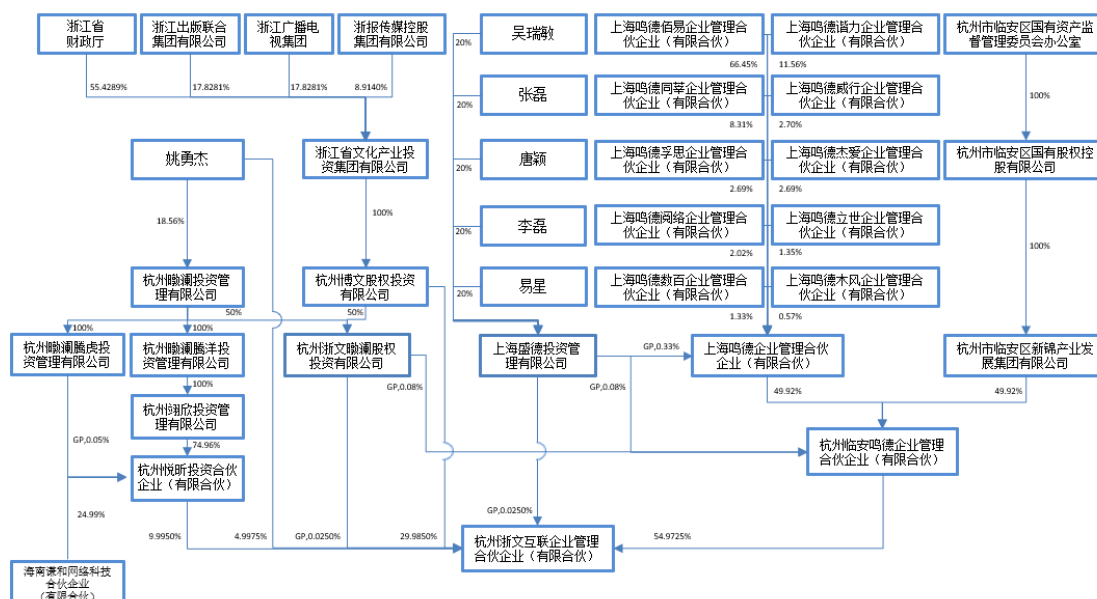 浙江省
财政厅
浙江出版联合
集团有限公司
浙江广播电
视集团
浙报传媒控股
集团有限公司
吴瑞敏
上海鸣德佰易企业管理合
伙企业（有限合伙）
上海鸣德谐力企业管理合
伙企业（有限合伙）
杭州市临安区国有资产监
督管理委员会办公室
20%
66.45%
11.56%
55.4289%
17.8281%
17.8281%
8.9140%
张磊
上海鸣德同莘企业管理合
伙企业（有限合伙）
上海鸣德威行企业管理合
伙企业（有限合伙）
100%
20%
8.31%
2.70%
姚勇杰
浙江省文化产业投
资集团有限公司
唐颖
上海鸣德孚思企业管理合
伙企业（有限合伙）
上海鸣德杰爱企业管理合
伙企业（有限合伙）
杭州市临安区国有股权控
股有限公司
20%
2.69%
2.69%
18.56%
100%
李磊
上海鸣德阅络企业管理合
伙企业（有限合伙）
上海鸣德立世企业管理合
伙企业（有限合伙）
20%
100%
2.02%
1.35%
杭州瞰澜投资管
理有限公司
杭州博文股权投资
有限公司
易星
上海鸣德数百企业管理合
伙企业（有限合伙）
上海鸣德木风企业管理合
伙企业（有限合伙）
20%
50%
50%
1.33%
0.57%
100%
100%
杭州瞰澜腾虎投
资管理有限公司
杭州瞰澜腾洋投
资管理有限公司
杭州浙文瞰澜股权
投资有限公司
上海盛德投资管
理有限公司
GP,0.33%
上海鸣德企业管理合伙
企业（有限合伙）
杭州市临安区新锦产业发
展集团有限公司
100%
GP,0.08%
GP,0.08%
49.92%
49.92%
杭州翊欣投资管
理有限公司
GP,0.05%
74.96%
杭州临安鸣德企业管理
合伙企业（有限合伙）
杭州悦昕投资合伙
企业（有限合伙）
24.99%
GP,0.0250%
9.9950%
4.9975%
GP,0.0250%
29.9850%
杭州浙文互联企业管理
合伙企业（有限合伙）
54.9725%
海南谦和网络科技
合伙企业
（有限合伙）